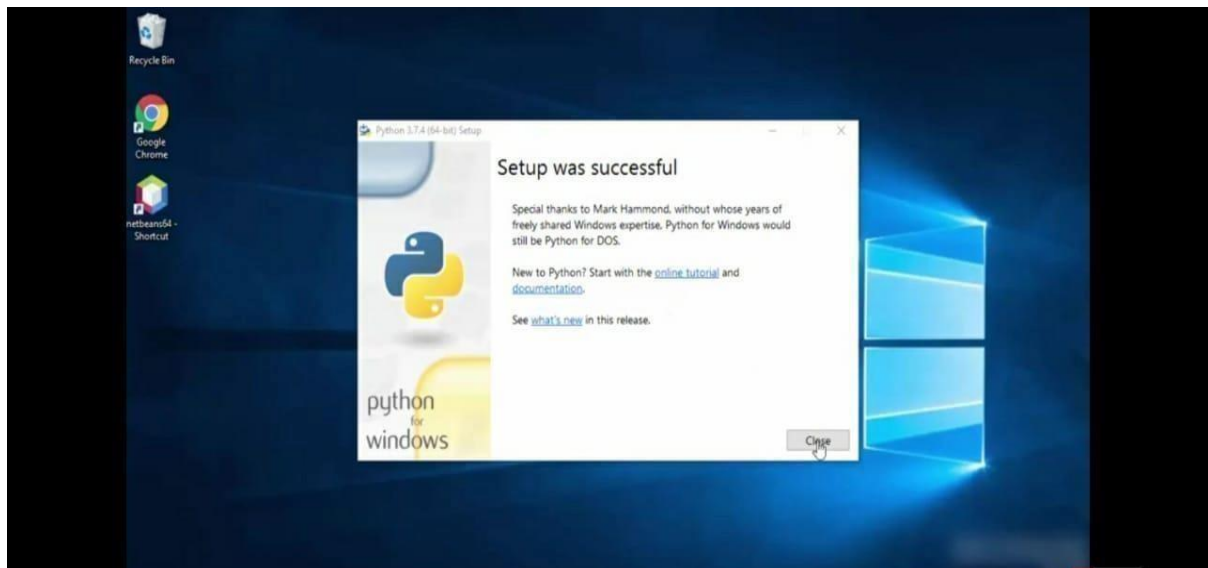 Recycle Bin
Google
Chrome
netbeans64 -
Shortcut
Python 3.7.4 (64-bit) Setup
Setup was successful
Special thanks to Mark Hammond, without whose years of
freely shared Windows expertise, Python for Windows would
still be Python for DOS.
New to Python? Start with the online tutorial and
documentation.
See what's new in this release.
python
for
windows
Close